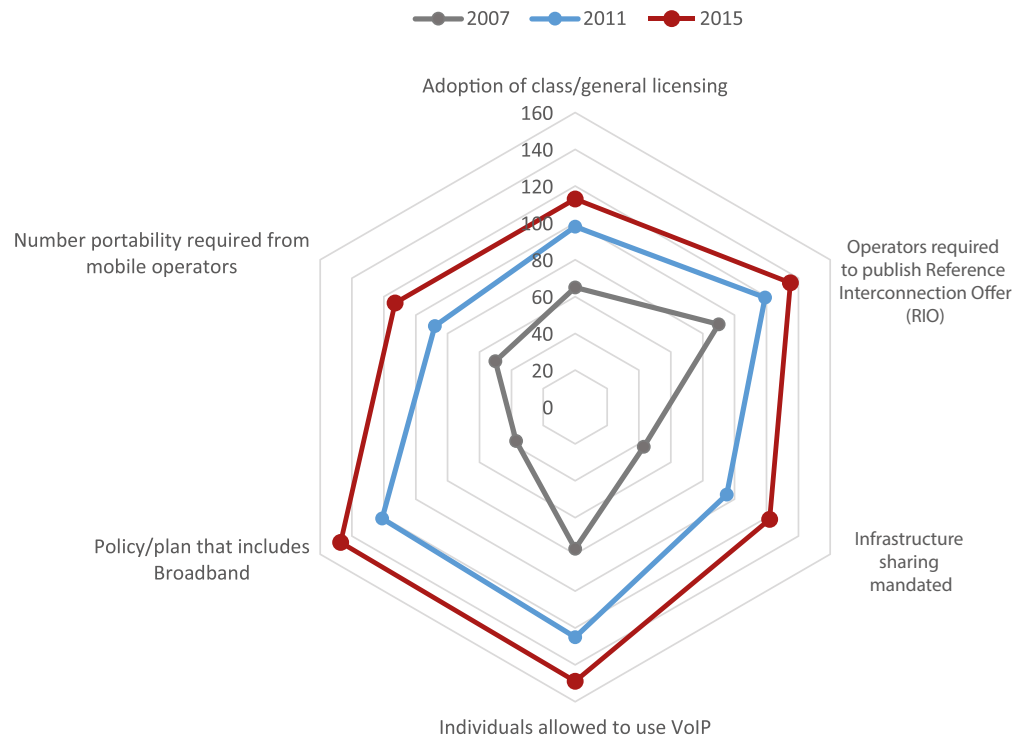 2007 2011 2015
Adoption of class/general licensing
160
140
120
100
80
60
40
20
0
Number portability required from
mobile operators
Operators required
to publish Reference
Interconnection Offer
(RIO)
Policy/plan that includes
Broadband
Infrastructure
sharing
mandated
Individuals allowed to use VoIP